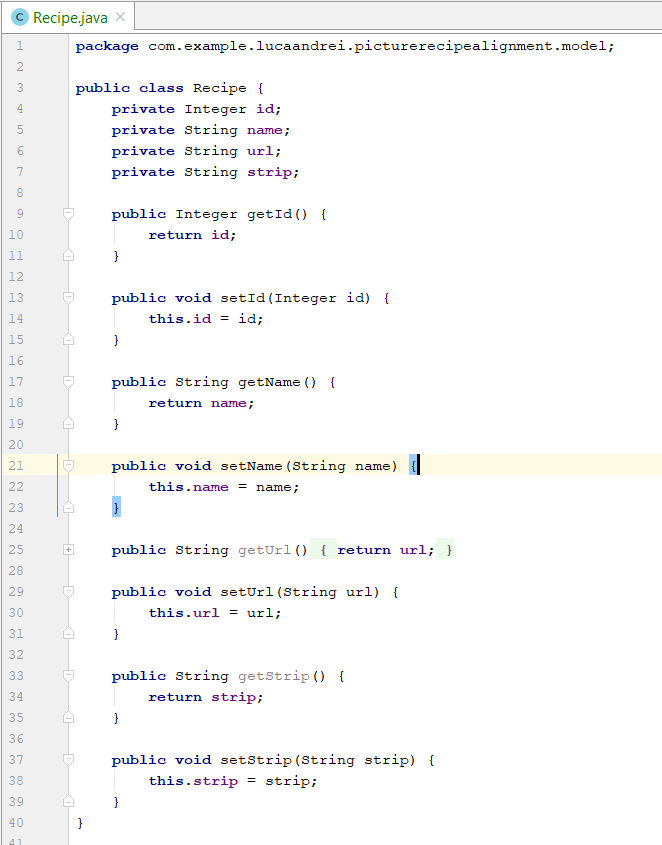 C Recipe.java
1 package com.example.lucaandrei.picturerecipealignment.model;
2
3 public class Recipe {
4     private Integer id;
5     private String name;
6     private String url;
7     private String strip;
8
9     public Integer getId() {
10         return id;
11     }
12
13     public void setId(Integer id) {
14         this.id = id;
15     }
16
17     public String getName() {
18         return name;
19     }
20
21     public void setName(String name) {
22         this.name = name;
23     }
24
25     public String getUrl() { return url; }
28
29     public void setUrl(String url) {
30         this.url = url;
31     }
32
33     public String getStrip() {
34         return strip;
35     }
36
37     public void setStrip(String strip) {
38         this.strip = strip;
39     }
40 }
41